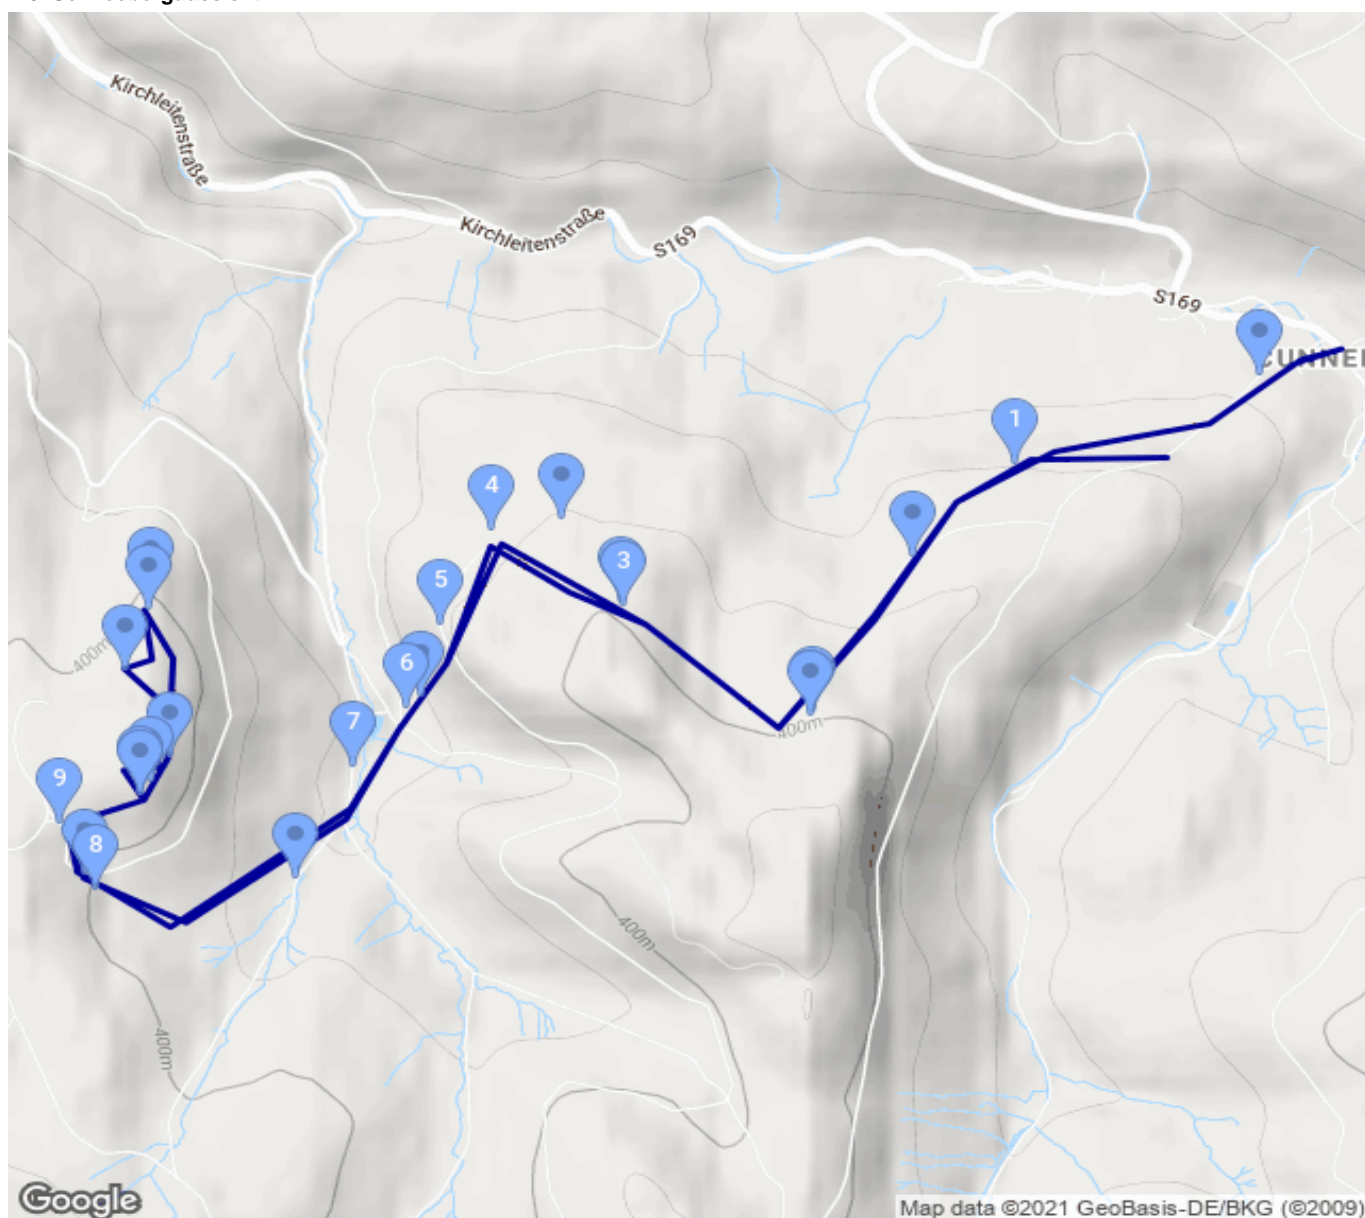 Kirchleitenstraße
Kirchleitenstraße
S169
S169
CUNNE
1
4
3
5
6
7
9
8
400m
400m
400m
400m
Google
Map data ©2021 GeoBasis-DE/BKG (©2009)